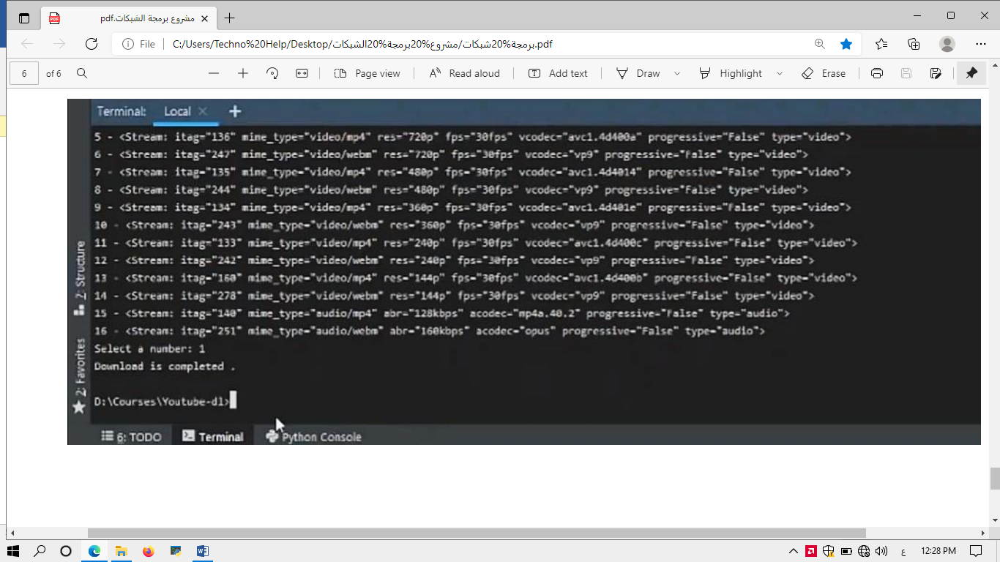 مشروع برمجة الشبكات.pdf
File
C:/Users/Techno%20Help/Desktop/برمجة%20شبكات/مشروع%20برمجة%20الشبكات.pdf
6 of 6
Page view
Read aloud
Add text
Draw
Highlight
Erase
Terminal: Local × +
5 - <Stream: itag="136" mime_type="video/mp4" res="720p" fps="30fps" vcodec="avc1.4d400a" progressive="False" type="video">
6 - <Stream: itag="247" mime_type="video/webm" res="720p" fps="30fps" vcodec="vp9" progressive="False" type="video">
7 - <Stream: itag="135" mime_type="video/mp4" res="480p" fps="30fps" vcodec="avc1.4d4014" progressive="False" type="video">
8 - <Stream: itag="244" mime_type="video/webm" res="480p" fps="30fps" vcodec="vp9" progressive="False" type="video">
9 - <Stream: itag="134" mime_type="video/mp4" res="360p" fps="30fps" vcodec="avc1.4d401e" progressive="False" type="video">
10 - <Stream: itag="243" mime_type="video/webm" res="360p" fps="30fps" vcodec="vp9" progressive="False" type="video">
11 - <Stream: itag="133" mime_type="video/mp4" res="240p" fps="30fps" vcodec="avc1.4d400c" progressive="False" type="video">
12 - <Stream: itag="242" mime_type="video/webm" res="240p" fps="30fps" vcodec="vp9" progressive="False" type="video">
13 - <Stream: itag="160" mime_type="video/mp4" res="144p" fps="30fps" vcodec="avc1.4d400b" progressive="False" type="video">
14 - <Stream: itag="278" mime_type="video/webm" res="144p" fps="30fps" vcodec="vp9" progressive="False" type="video">
15 - <Stream: itag="140" mime_type="audio/mp4" abr="128kbps" acodec="mp4a.40.2" progressive="False" type="audio">
16 - <Stream: itag="251" mime_type="audio/webm" abr="160kbps" acodec="opus" progressive="False" type="audio">
Select a number: 1
Download is completed .
D:\Courses\Youtube-dl>
7: Structure
2: Favorites
6: TODO
Terminal
Python Console
ع
12:28 PM